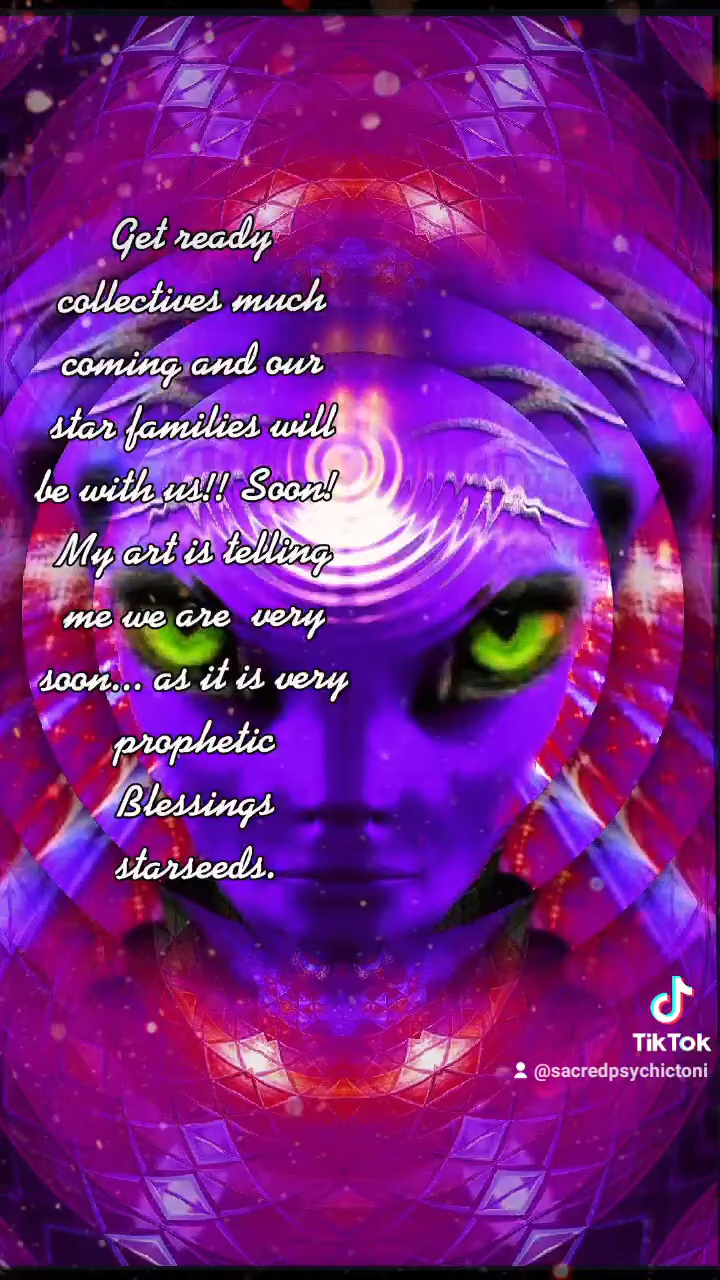 Get ready
collectives much
coming and our
star families will
be with us!! Soon!
My art is telling
me we are very
soon... as it is very
prophetic
Blessings
starseeds.
TikTok
@sacredpsychictoni